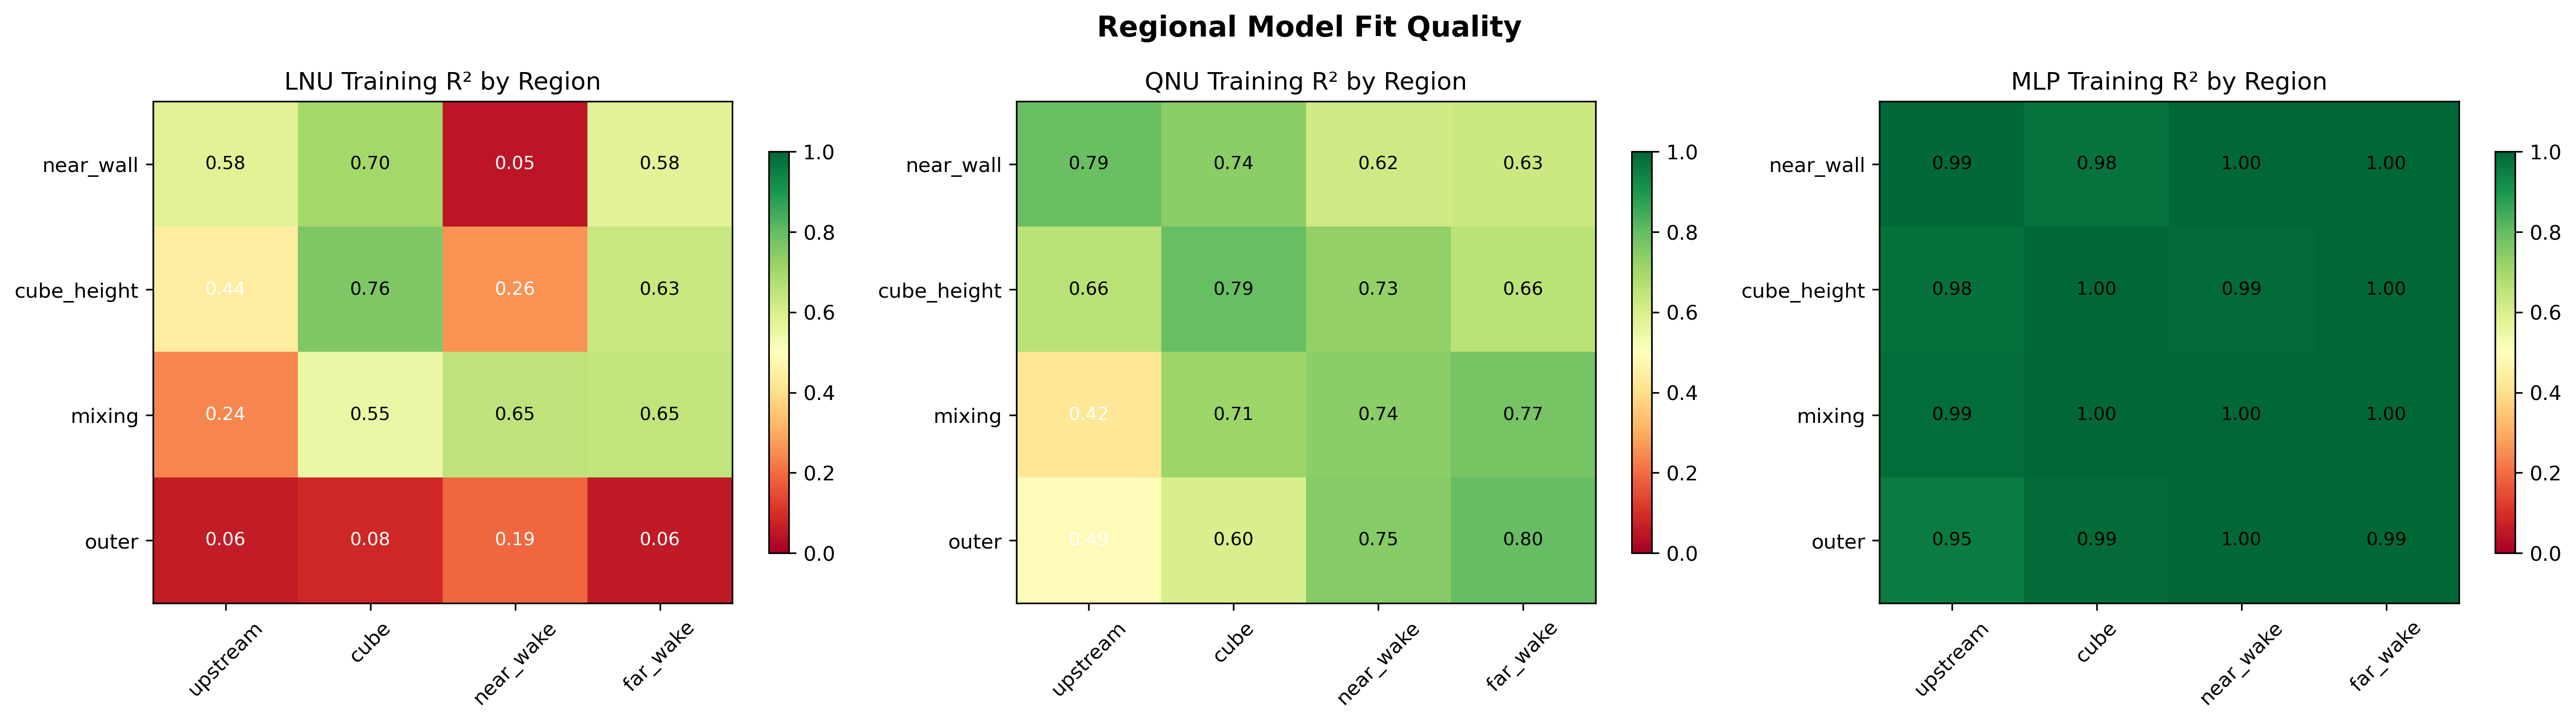 Regional Model Fit Quality
LNU Training R² by Region
near_wall
cube_height
mixing
outer
0.58 0.70 0.05 0.58
0.44 0.76 0.26 0.63
0.24 0.55 0.65 0.65
0.06 0.08 0.19 0.06
upstream
cube
near_wake
far_wake
1.0
0.8
0.6
0.4
0.2
0.0
QNU Training R² by Region
near_wall
cube_height
mixing
outer
0.79 0.74 0.62 0.63
0.66 0.79 0.73 0.66
0.42 0.71 0.74 0.77
0.49 0.60 0.75 0.80
upstream
cube
near_wake
far_wake
1.0
0.8
0.6
0.4
0.2
0.0
MLP Training R² by Region
near_wall
cube_height
mixing
outer
0.99 0.98 1.00 1.00
0.98 1.00 0.99 1.00
0.99 1.00 1.00 1.00
0.95 0.99 1.00 0.99
upstream
cube
near_wake
far_wake
1.0
0.8
0.6
0.4
0.2
0.0